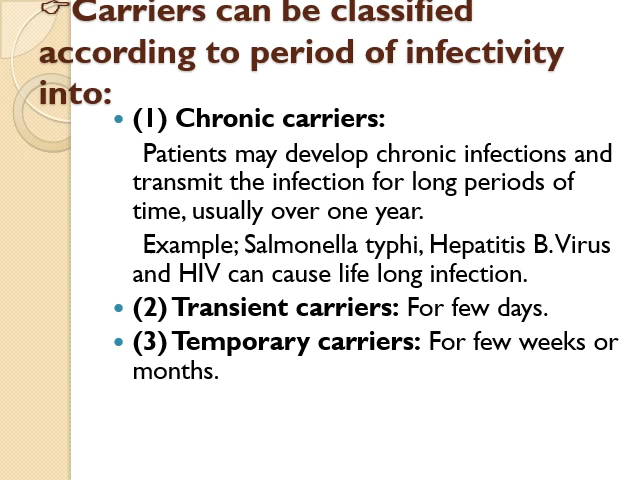 ☞Carriers can be classified
according to period of infectivity
into:
• (1) Chronic carriers:
Patients may develop chronic infections and
transmit the infection for long periods of
time, usually over one year.
Example; Salmonella typhi, Hepatitis B. Virus
and HIV can cause life long infection.
• (2) Transient carriers: For few days.
• (3) Temporary carriers: For few weeks or
months.